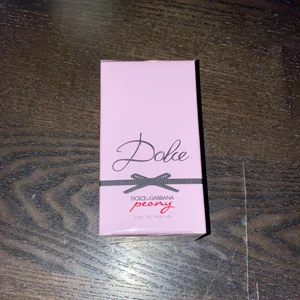 Dolce
DOLCE & GABBANA
peony
EAU DE PARFUM